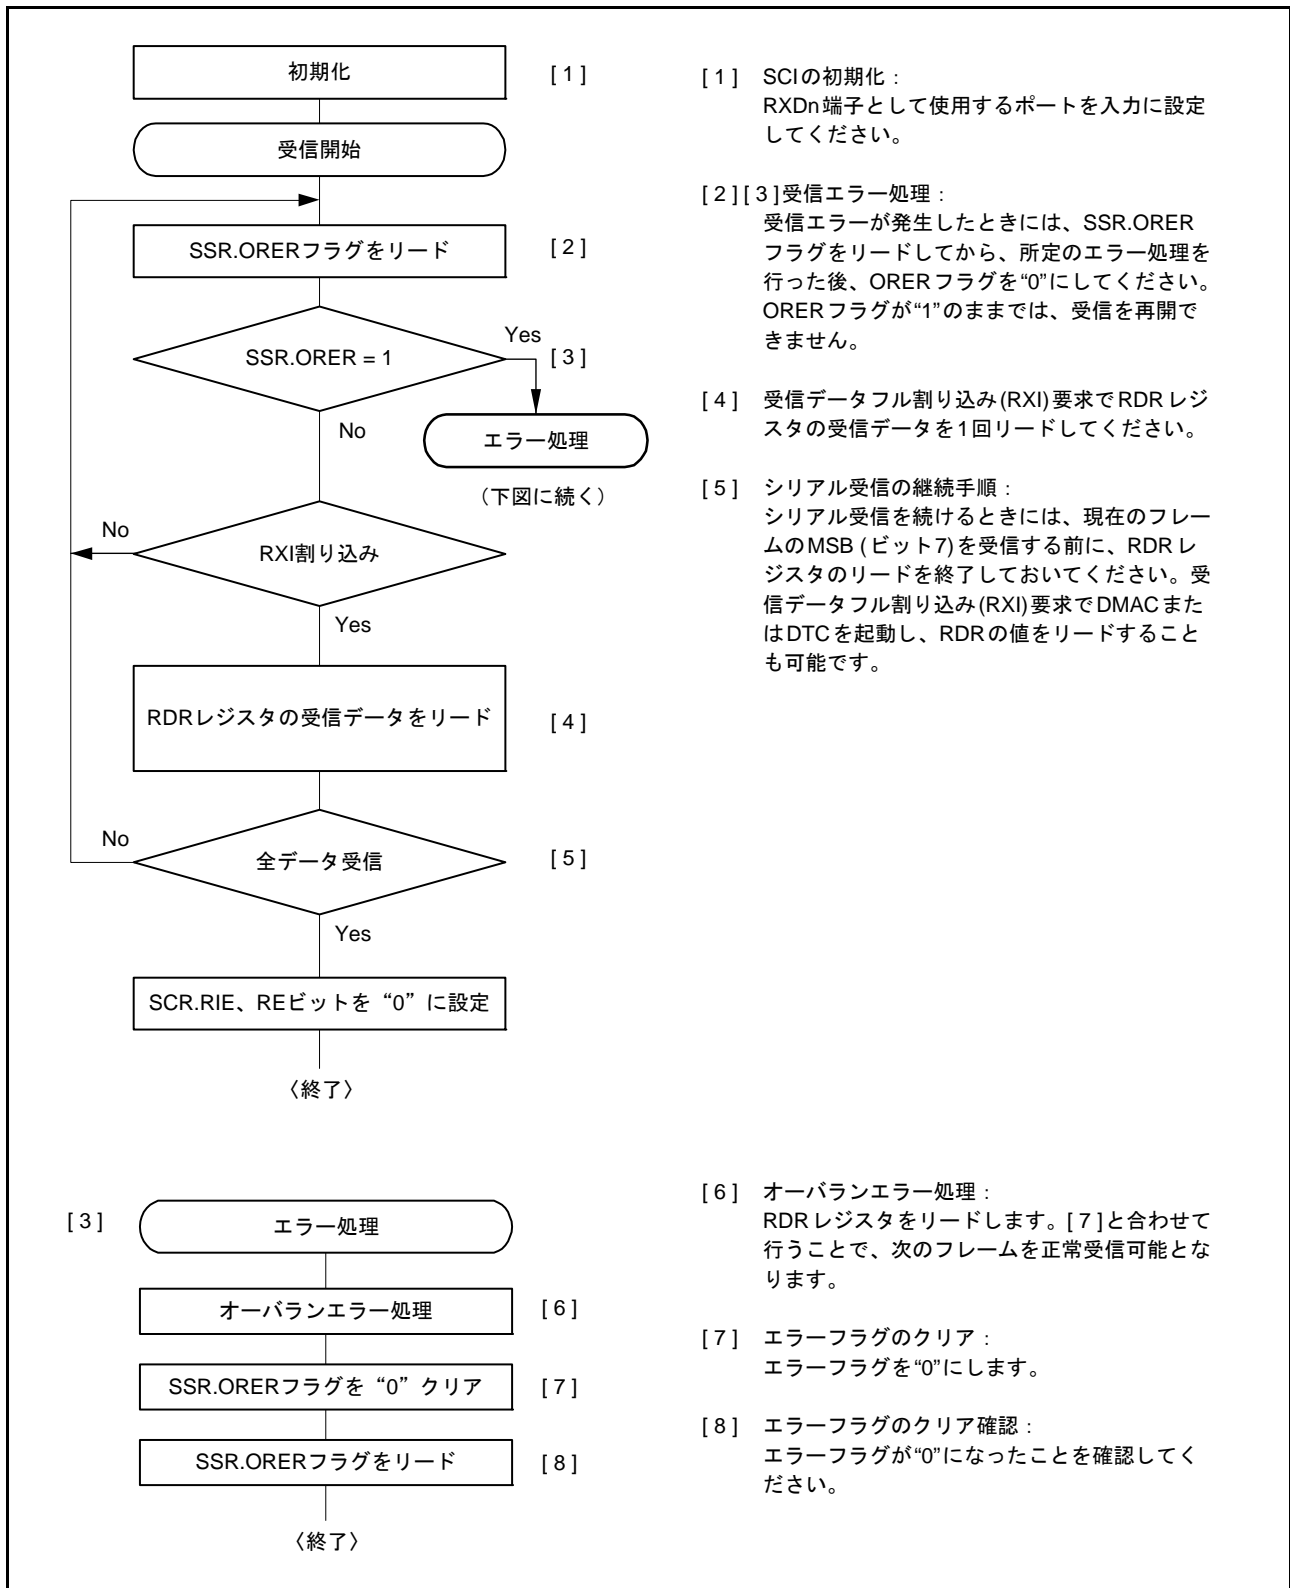 初期化
[ 1 ]
受信開始
SSR.ORERフラグをリード
[ 2 ]
SSR.ORER = 1
Yes
[ 3 ]
No
エラー処理
(下図に続く)
No
RXI割り込み
Yes
RDRレジスタの受信データをリード
[ 4 ]
No
全データ受信
[ 5 ]
Yes
SCR.RIE、REビットを“0”に設定
〈終了〉
[ 1 ] SCIの初期化：
RXDn端子として使用するポートを入力に設定
してください。
[ 2 ][ 3 ]受信エラー処理：
受信エラーが発生したときには、SSR.ORER
フラグをリードしてから、所定のエラー処理を
行った後、ORERフラグを“0”にしてください。
ORERフラグが“1”のままでは、受信を再開で
きません。
[ 4 ] 受信データフル割り込み(RXI)要求でRDRレジ
スタの受信データを1回リードしてください。
[ 5 ] シリアル受信の継続手順：
シリアル受信を続けるときには、現在のフレー
ムのMSB (ビット7)を受信する前に、RDRレ
ジスタのリードを終了しておいてください。受
信データフル割り込み(RXI)要求でDMACまた
はDTCを起動し、RDRの値をリードすること
も可能です。
[ 3 ]
エラー処理
オーバランエラー処理
[ 6 ]
SSR.ORERフラグを“0”クリア
[ 7 ]
SSR.ORERフラグをリード
[ 8 ]
〈終了〉
[ 6 ] オーバランエラー処理：
RDRレジスタをリードします。[ 7 ]と合わせて
行うことで、次のフレームを正常受信可能とな
ります。
[ 7 ] エラーフラグのクリア：
エラーフラグを“0”にします。
[ 8 ] エラーフラグのクリア確認：
エラーフラグが“0”になったことを確認してく
ださい。